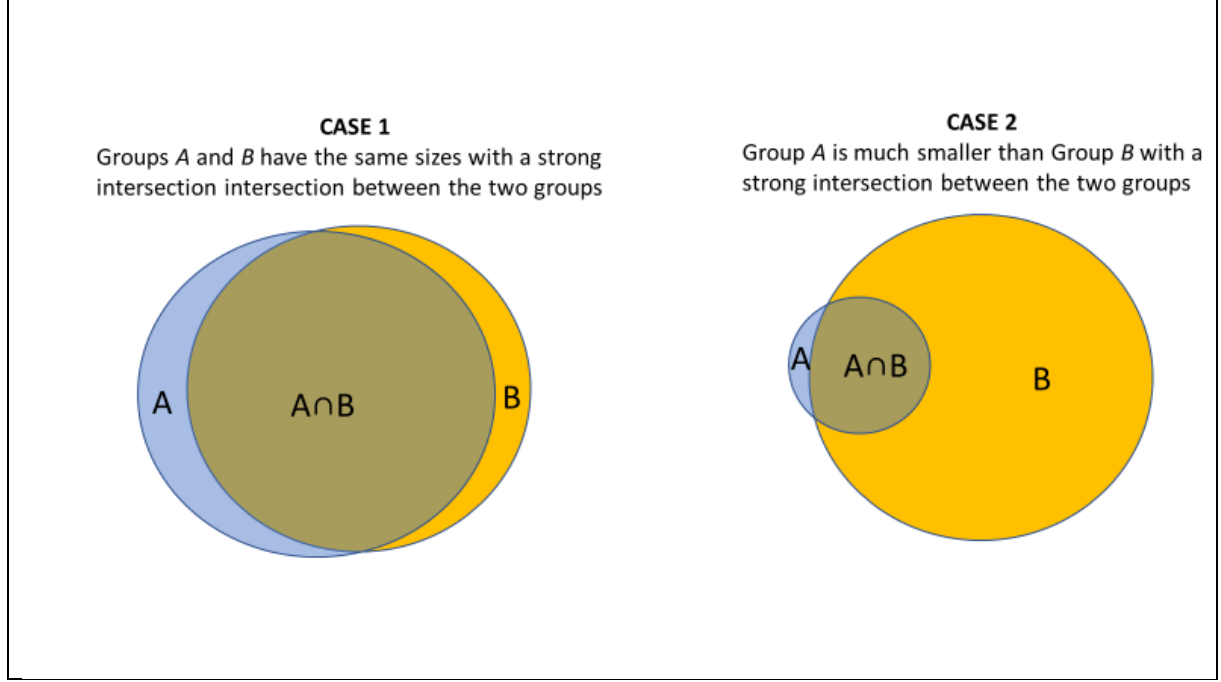 CASE 1
Groups A and B have the same sizes with a strong
intersection intersection between the two groups
A
A∩B
B
CASE 2
Group A is much smaller than Group B with a
strong intersection between the two groups
A
A∩B
B